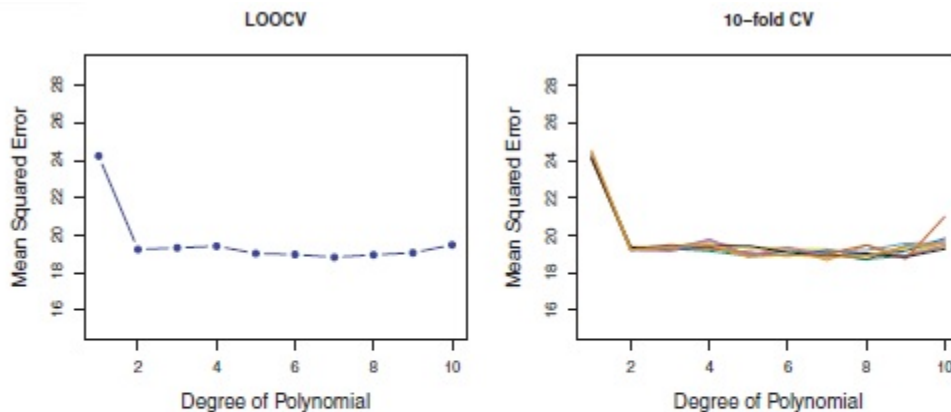 LOOCV
Mean Squared Error
16 18 20 22 24 26 28
2 4 6 8 10
Degree of Polynomial
10−fold CV
Mean Squared Error
16 18 20 22 24 26 28
2 4 6 8 10
Degree of Polynomial